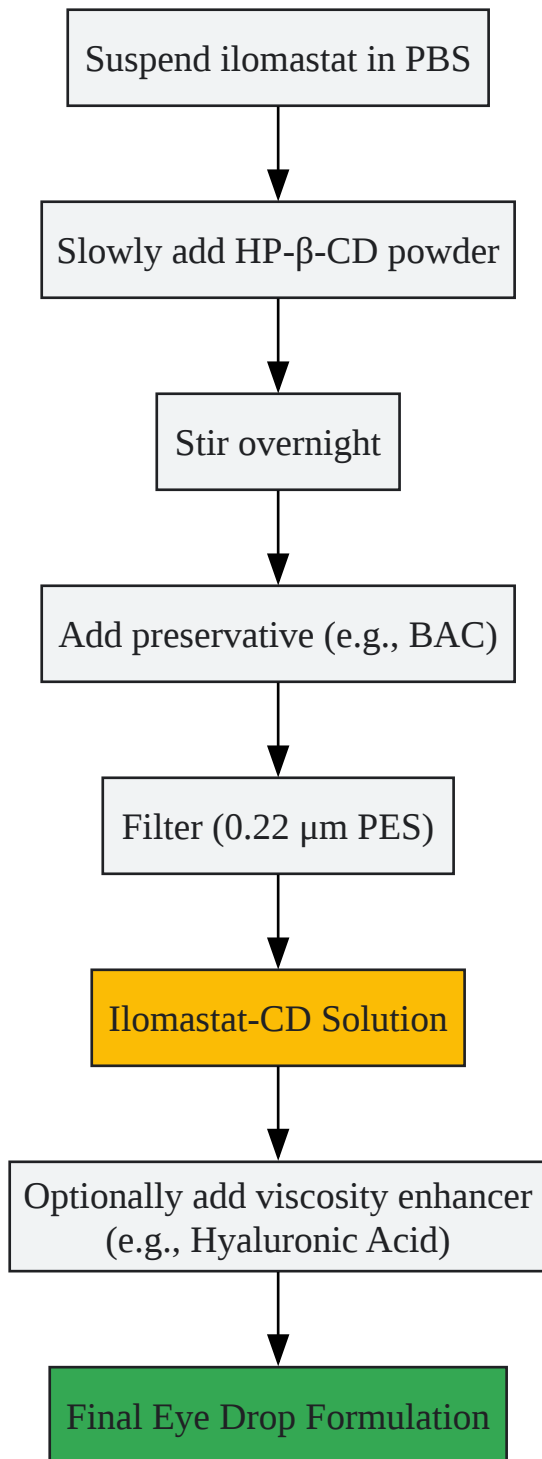 Suspend ilomastat in PBS
Slowly add HP-β-CD powder
Stir overnight
Add preservative (e.g., BAC)
Filter (0.22 μm PES)
Ilomastat-CD Solution
Optionally add viscosity enhancer
(e.g., Hyaluronic Acid)
Final Eye Drop Formulation